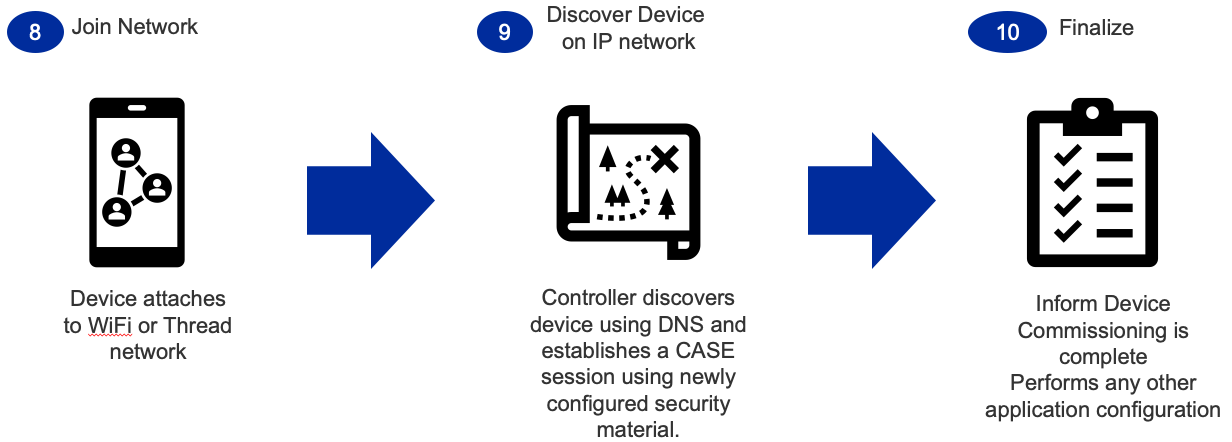 8
Join Network
Device attaches
to WiFi or Thread
network
9
Discover Device
on IP network
Controller discovers
device using DNS and
establishes a CASE
session using newly
configured security
material.
10
Finalize
Inform Device
Commissioning is
complete
Performs any other
application configuration